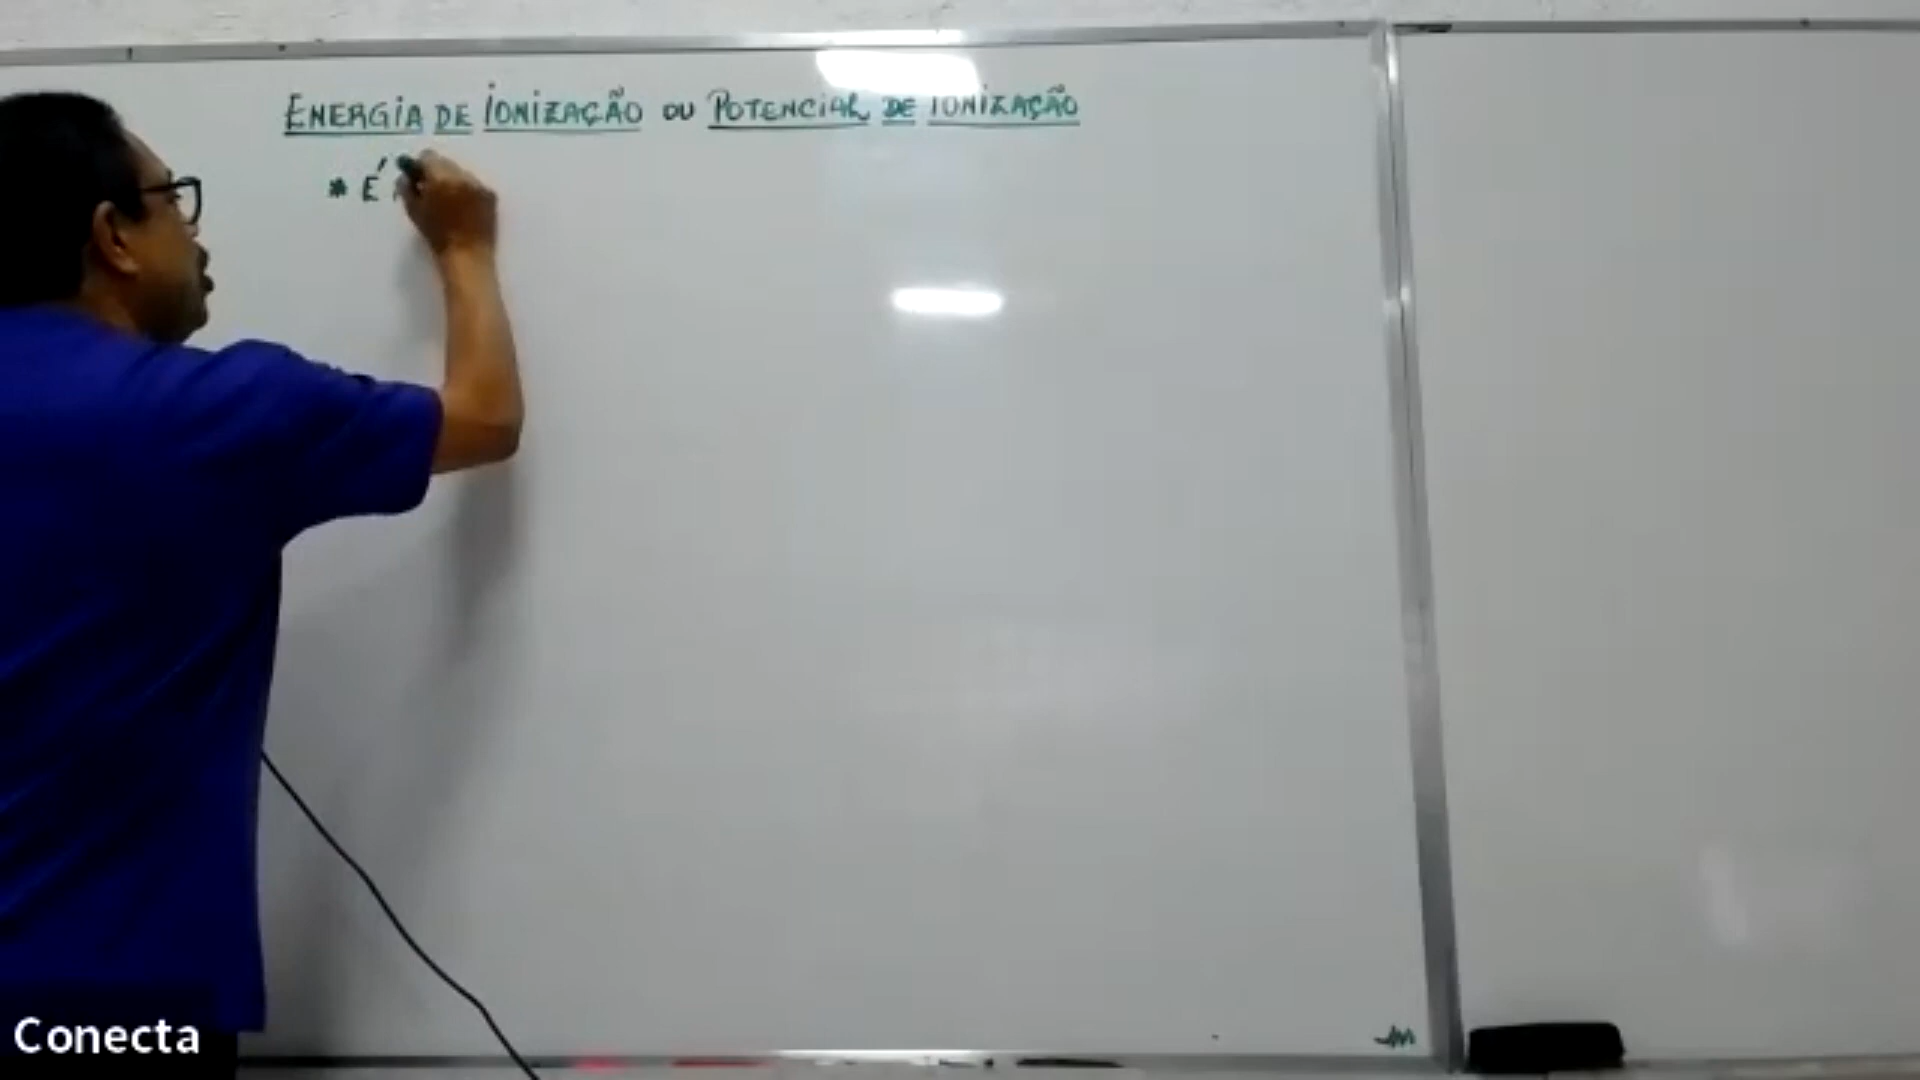 ENERGIA DE IONIZAÇÃO OU POTENCIAL DE IONIZAÇÃO
* É
Conecta